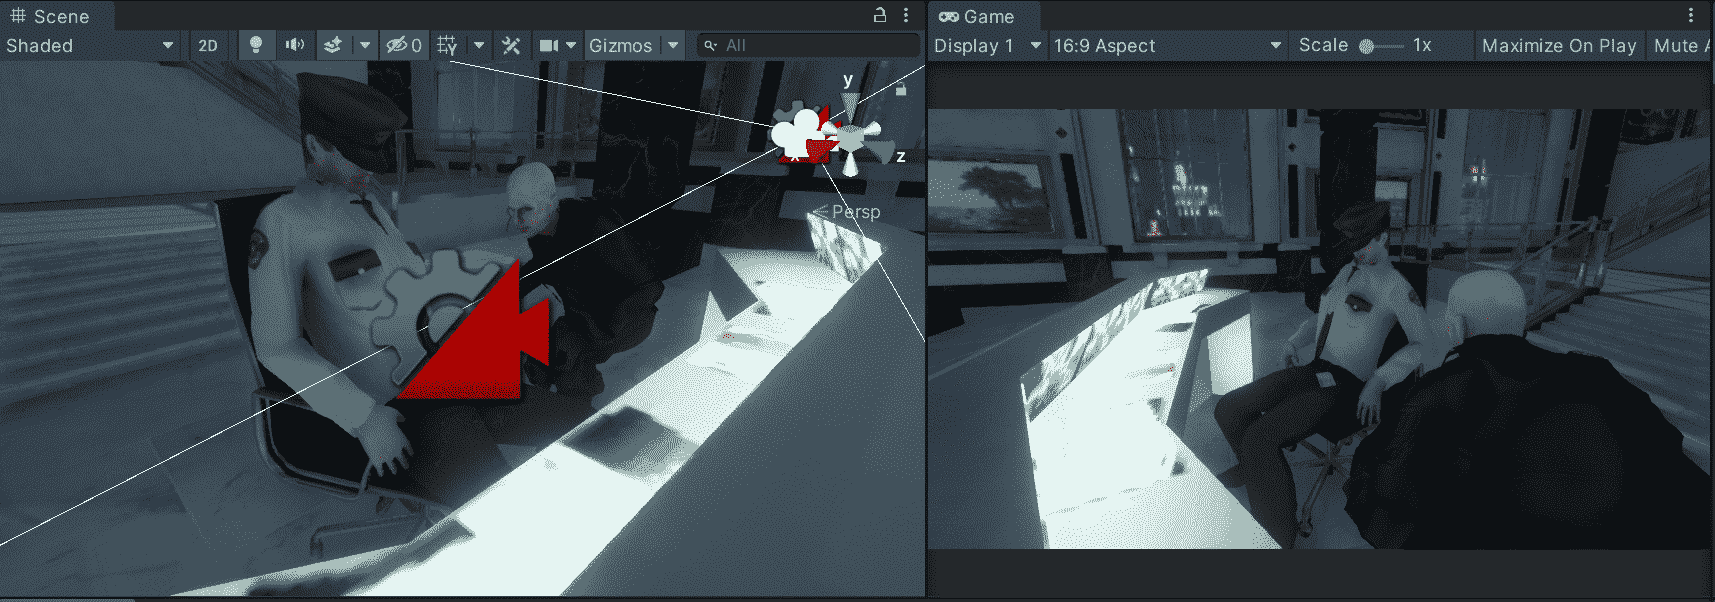 Scene
Shaded
2D
0
Gizmos
All
y
z
Persp
Game
Display 1
16:9 Aspect
Scale
1x
Maximize On Play
Mute A